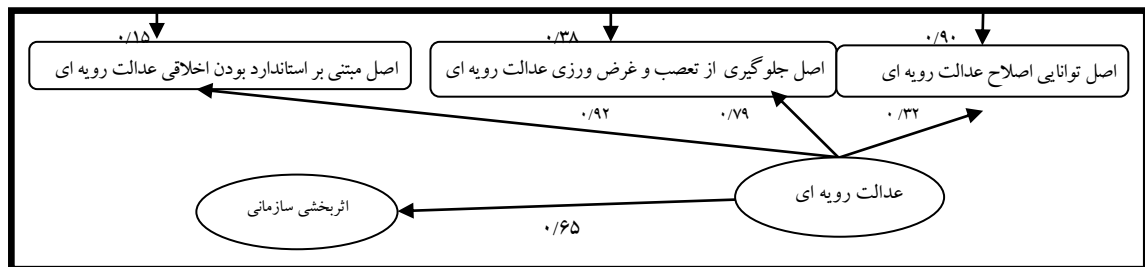 ۰/۹۰ ۰/۳۸ ۰/۱۵
اصل توانایی اصلاح عدالت رویه ای
اصل جلوگیری از تعصب و غرض ورزی عدالت رویه ای
اصل مبتنی بر استاندارد بودن اخلاقی عدالت رویه ای
۰/۳۲ ۰/۷۹ ۰/۹۲
عدالت رویه ای
اثربخشی سازمانی
۰/۶۵